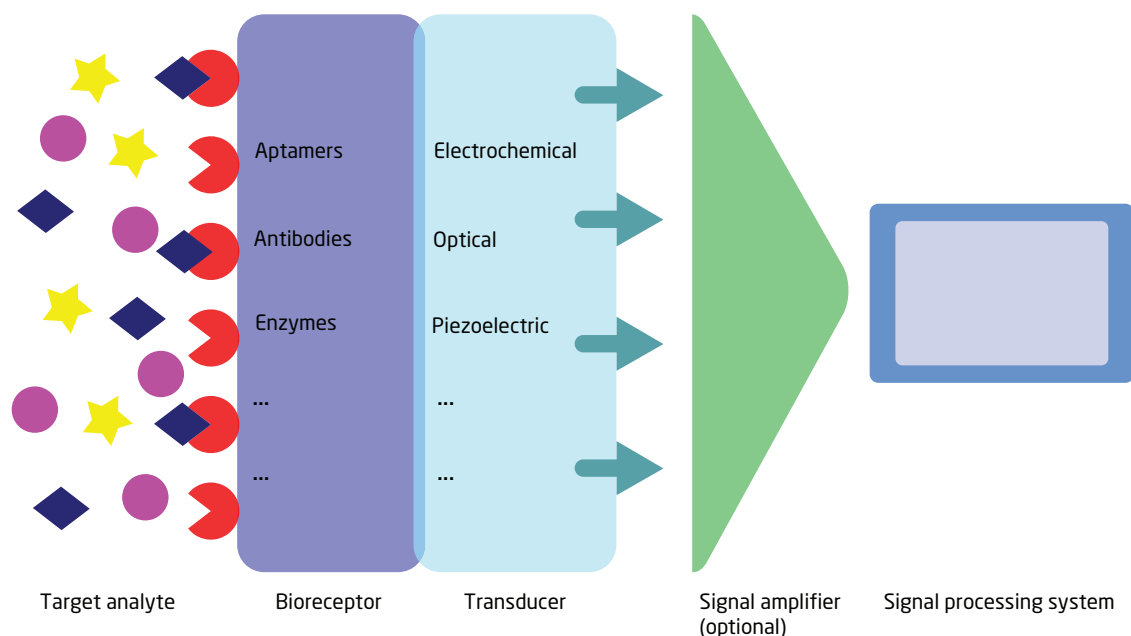 Aptamers
Electrochemical
Antibodies
Optical
Enzymes
Piezoelectric
...
...
...
...
Target analyte
Bioreceptor
Transducer
Signal amplifier
(optional)
Signal processing system